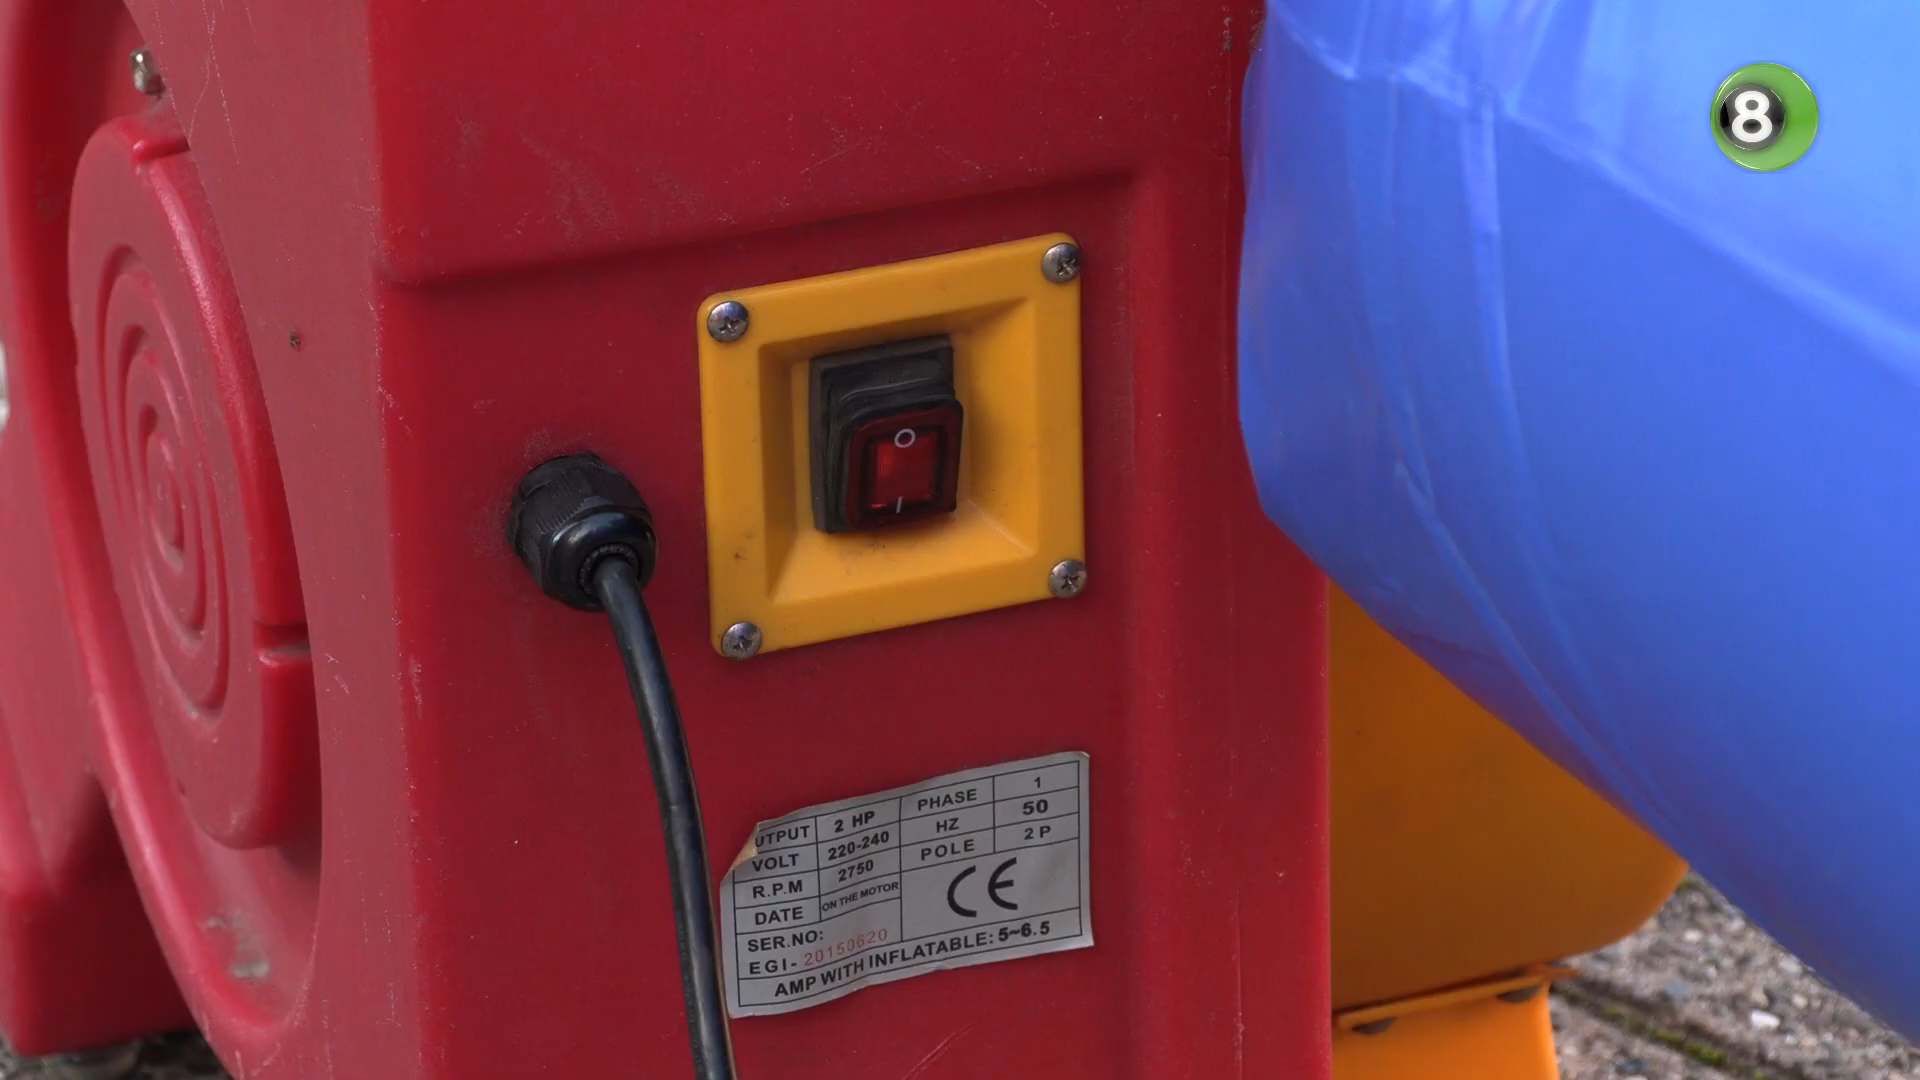 8
O
I
UTPUT 2 HP PHASE 1
VOLT 220-240 HZ 50
R.P.M 2750 POLE 2 P
DATE ON THE MOTOR CE
SER.NO:
EGI- 20150620
AMP WITH INFLATABLE: 5~6.5